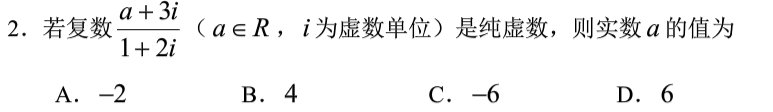 2．若复数 $\frac{a+3i}{1+2i}$（$a \in R$，$i$ 为虚数单位）是纯虚数，则实数 $a$ 的值为
A．$-2$ B．4 C．$-6$ D．6